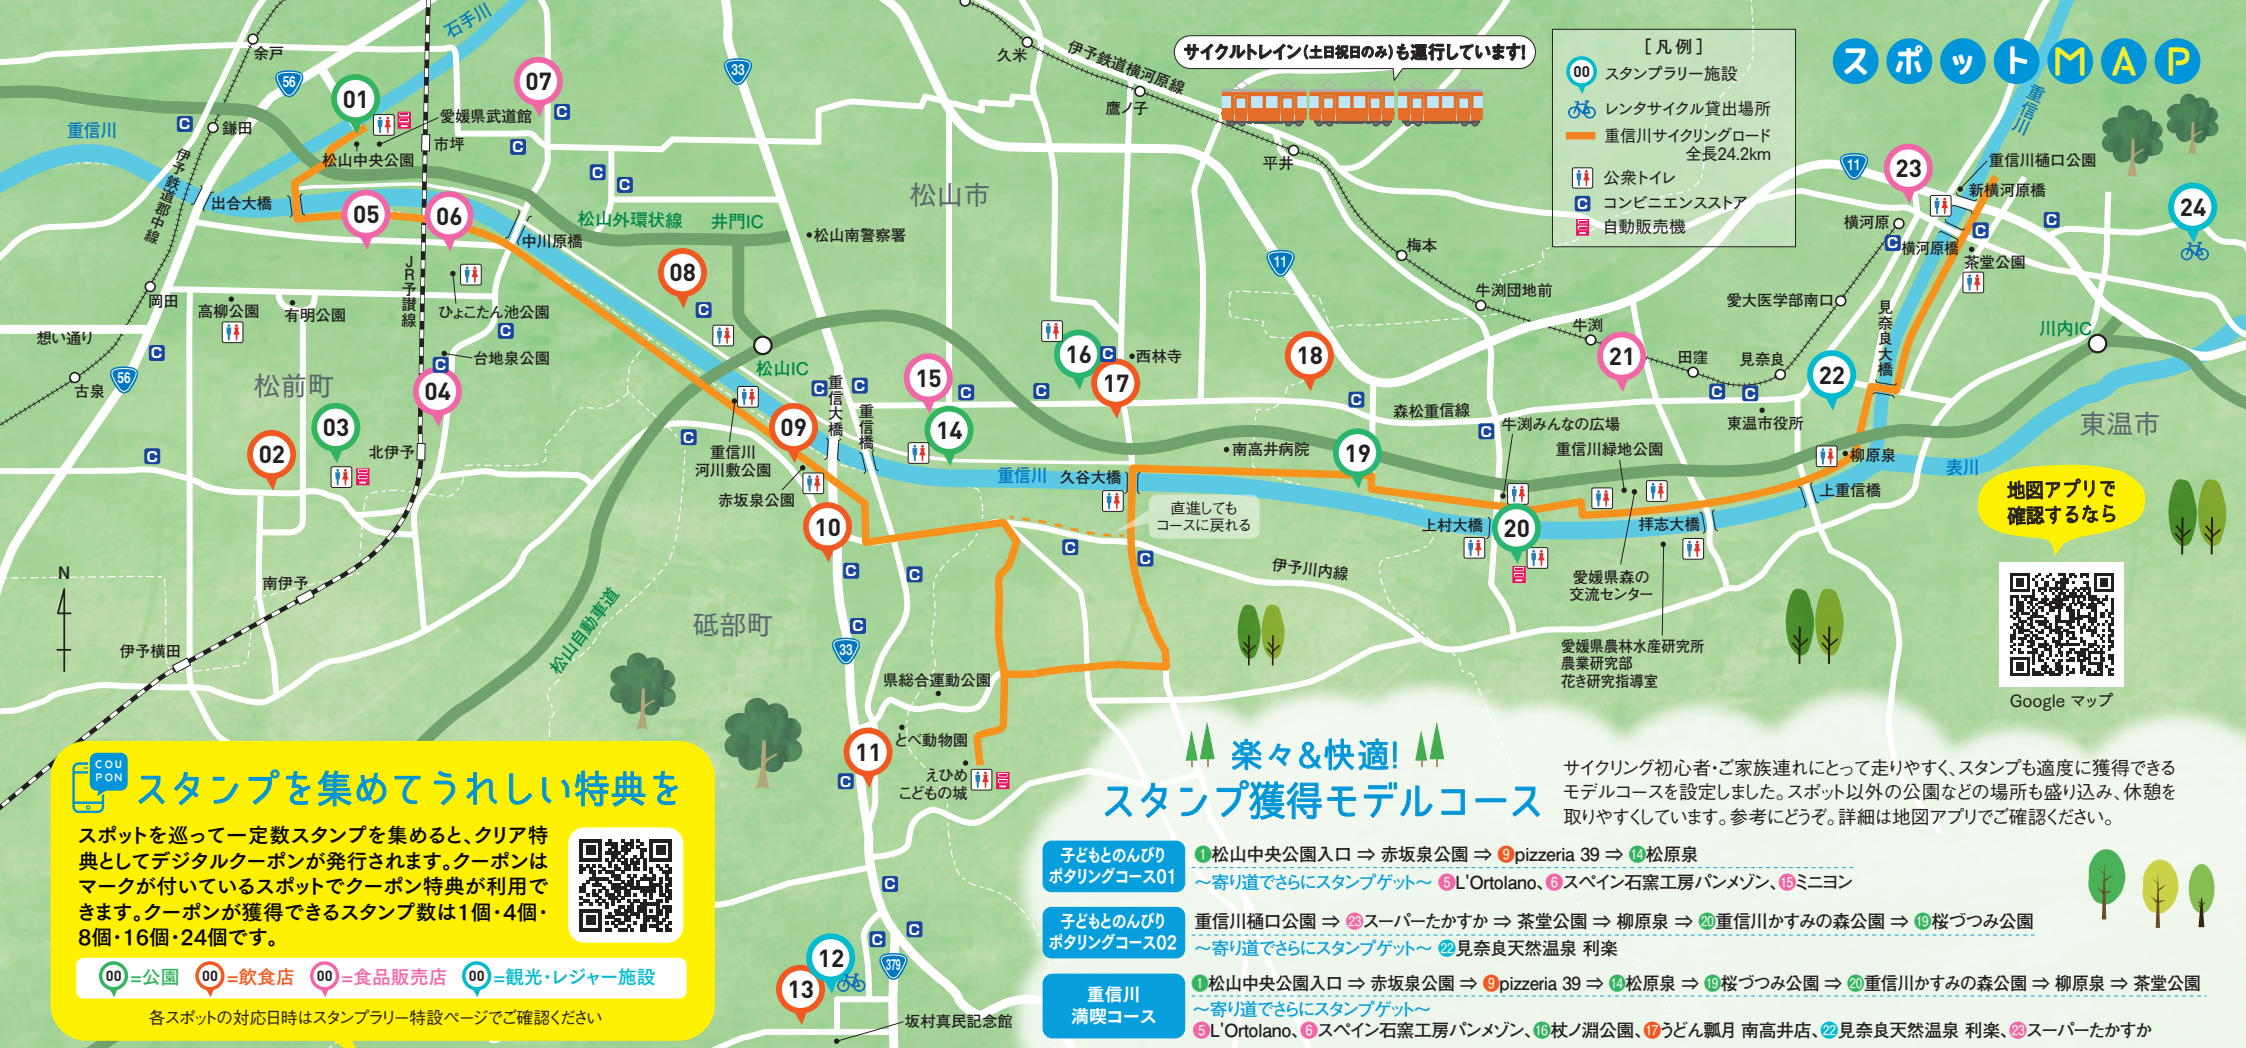 スポットMAP
サイクルトレイン(土日祝日のみ)も運行しています!
[凡例]
00 スタンプラリー施設
レンタサイクル貸出場所
重信川サイクリングロード
全長24.2km
公衆トイレ
C コンビニエンスストア
自動販売機
石手川
余戸
56
01
07
C
愛媛県武道館
重信川
C
鎌田
市坪
松山中央公園
C
伊予鉄道郡中線
出合大橋
05
06
C
C
松山外環状線
井門IC
中川原橋
33
松山市
松山南警察署
久米
伊予鉄道横河原線
鷹ノ子
平井
梅本
11
牛渕団地前
牛渕
田窪
見奈良
愛大医学部南口
横河原
11
23
重信川
重信川樋口公園
新横河原橋
横河原橋
C
C
C
茶堂公園
24
見奈良大橋
川内IC
東温市
表川
岡田
高柳公園
有明公園
JR予讃線
ひょこたん池公園
C
台地泉公園
C
想い通り
C
古泉
56
松前町
04
03
02
C
北伊予
08
C
松山IC
C
C
重信川
河川敷公園
09
赤坂泉公園
重信大橋
重信橋
15
C
14
C
16
C
西林寺
17
18
C
森松重信線
南高井病院
19
重信川
久谷大橋
直進しても
コースに戻れる
C
C
伊予川内線
21
C
C
東温市役所
22
C
牛渕みんなの広場
重信川緑地公園
柳原泉
上重信橋
上村大橋
20
拝志大橋
愛媛県森の
交流センター
愛媛県農林水産研究所
農業研究部
花き研究指導室
地図アプリで
確認するなら
Google マップ
N
南伊予
伊予横田
松山自動車道
C
砥部町
10
C
C
C
33
県総合運動公園
とべ動物園
えひめ
こどもの城
11
C
C
C
C
379
12
13
坂村真民記念館
COUPON
スタンプを集めてうれしい特典を
スポットを巡って一定数スタンプを集めると、クリア特
典としてデジタルクーポンが発行されます。クーポンは
マークが付いているスポットでクーポン特典が利用で
きます。クーポンが獲得できるスタンプ数は1個・4個・
8個・16個・24個です。
00=公園 00=飲食店 00=食品販売店 00=観光・レジャー施設
各スポットの対応日時はスタンプラリー特設ページでご確認ください
楽々&快適!
スタンプ獲得モデルコース
サイクリング初心者・ご家族連れにとって走りやすく、スタンプも適度に獲得できる
モデルコースを設定しました。スポット以外の公園などの場所も盛り込み、休憩を
取りやすくしています。参考にどうぞ。詳細は地図アプリでご確認ください。
子どもとのんびり
ポタリングコース01
1松山中央公園入口 ⇒ 赤坂泉公園 ⇒ 9pizzeria 39 ⇒ 14松原泉
〜寄り道でさらにスタンプゲット〜 5L'Ortolano、6スペイン石窯工房パンメゾン、15ミニヨン
子どもとのんびり
ポタリングコース02
重信川樋口公園 ⇒ 23スーパーたかすか ⇒ 茶堂公園 ⇒ 柳原泉 ⇒ 20重信川かすみの森公園 ⇒ 19桜づつみ公園
〜寄り道でさらにスタンプゲット〜 22見奈良天然温泉 利楽
重信川
満喫コース
1松山中央公園入口 ⇒ 赤坂泉公園 ⇒ 9pizzeria 39 ⇒ 14松原泉 ⇒ 19桜づつみ公園 ⇒ 20重信川かすみの森公園 ⇒ 柳原泉 ⇒ 茶堂公園
〜寄り道でさらにスタンプゲット〜
5L'Ortolano、6スペイン石窯工房パンメゾン、16杖ノ淵公園、17うどん瓢月 南高井店、22見奈良天然温泉 利楽、23スーパーたかすか